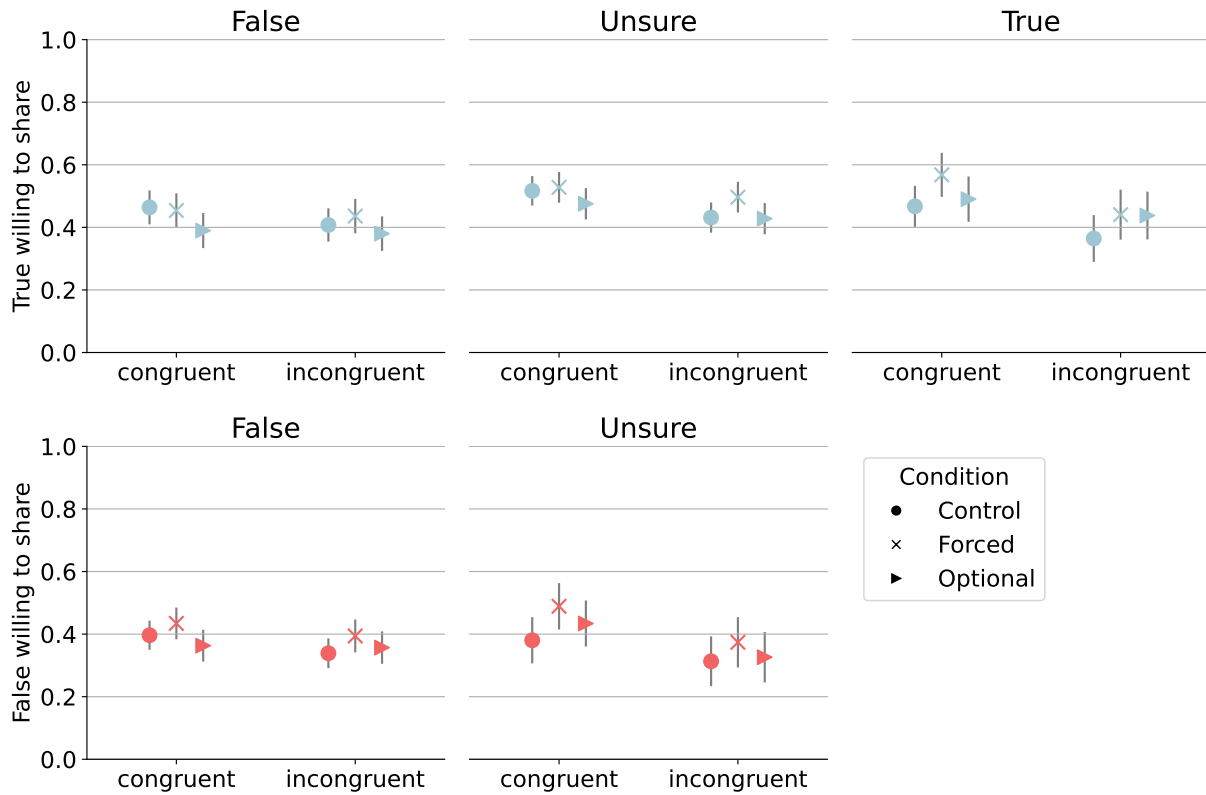 False
Unsure
True
True willing to share
1.0
0.8
0.6
0.4
0.2
0.0
congruent
incongruent
congruent
incongruent
congruent
incongruent
False
Unsure
False willing to share
1.0
0.8
0.6
0.4
0.2
0.0
congruent
incongruent
congruent
incongruent
Condition
Control
Forced
Optional